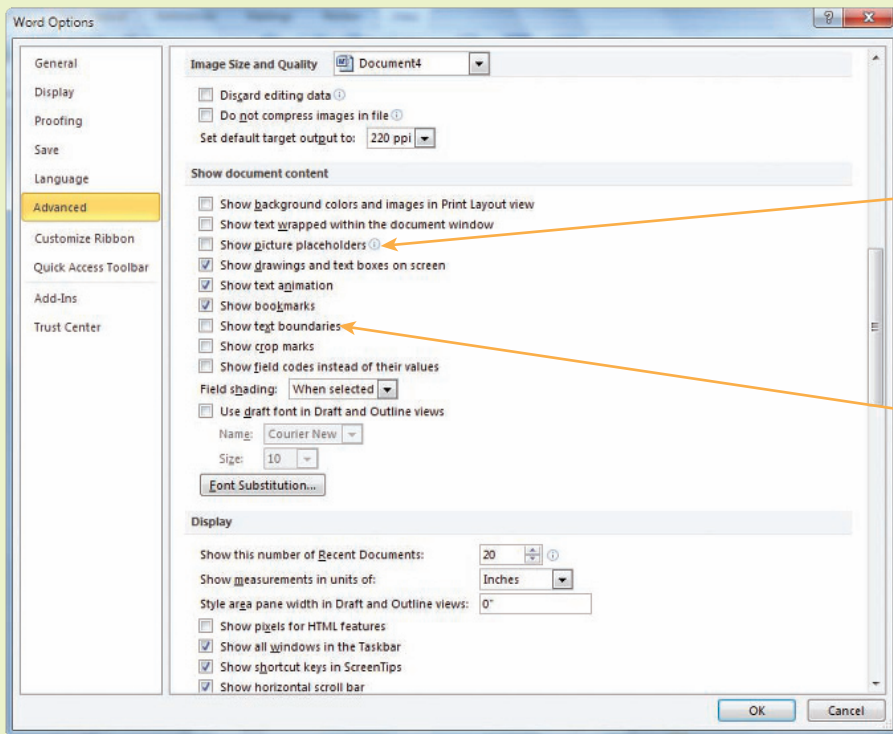 Word Options
General
Display
Proofing
Save
Language
Advanced
Customize Ribbon
Quick Access Toolbar
Add-Ins
Trust Center
Image Size and Quality Document4
Discard editing data
Do not compress images in file
Set default target output to: 220 ppi
Show document content
Show background colors and images in Print Layout view
Show text wrapped within the document window
Show picture placeholders
Show drawings and text boxes on screen
Show text animation
Show bookmarks
Show text boundaries
Show crop marks
Show field codes instead of their values
Field shading: When selected
Use draft font in Draft and Outline views
Name: Courier New
Size: 10
Font Substitution...
Display
Show this number of Recent Documents: 20
Show measurements in units of: Inches
Style area pane width in Draft and Outline views: 0"
Show pixels for HTML features
Show all windows in the Taskbar
Show shortcut keys in ScreenTips
Show horizontal scroll bar
OK Cancel